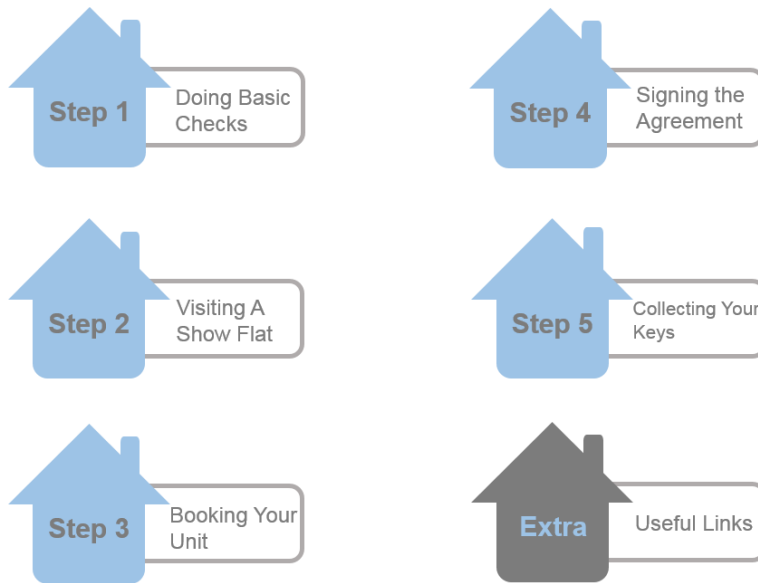 Step 1
Doing Basic
Checks
Step 2
Visiting A
Show Flat
Step 3
Booking Your
Unit
Step 4
Signing the
Agreement
Step 5
Collecting Your
Keys
Extra
Useful Links